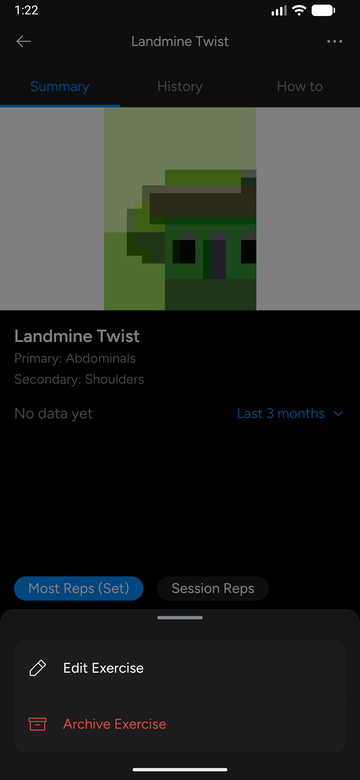 1:22
Landmine Twist
Summary
History
How to
Landmine Twist
Primary: Abdominals
Secondary: Shoulders
No data yet
Last 3 months
Most Reps (Set)
Session Reps
Edit Exercise
Archive Exercise